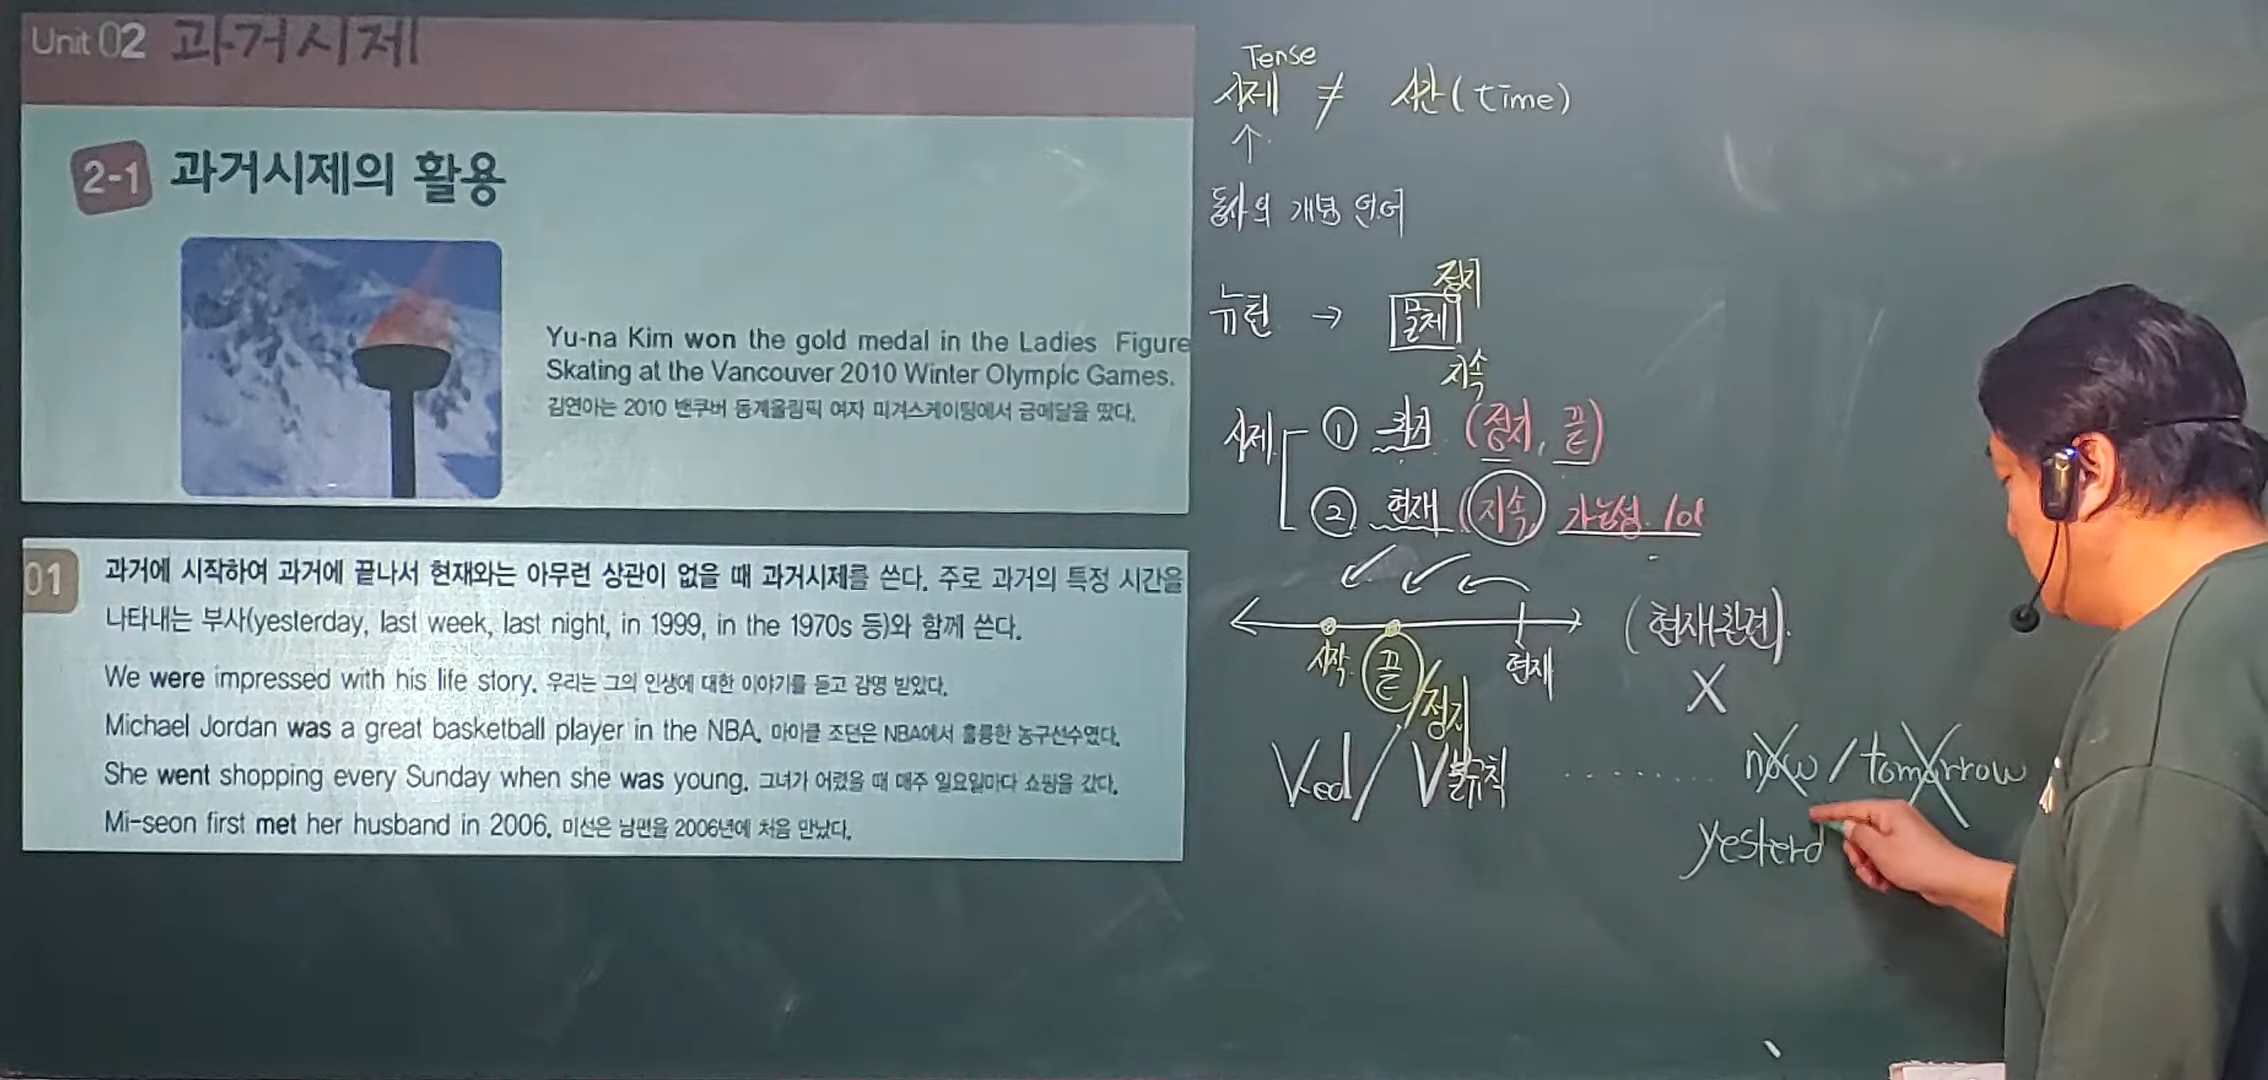 Unit 02 과거시제
2-1 과거시제의 활용
Yu-na Kim won the gold medal in the Ladies Figure
Skating at the Vancouver 2010 Winter Olympic Games.
김연아는 2010 밴쿠버 동계올림픽 여자 피겨스케이팅에서 금메달을 땄다.
01 과거에 시작하여 과거에 끝나서 현재와는 아무런 상관이 없을 때 과거시제를 쓴다. 주로 과거의 특정 시간을
나타내는 부사(yesterday, last week, last night, in 1999, in the 1970s 등)와 함께 쓴다.
We were impressed with his life story. 우리는 그의 인생에 대한 이야기를 듣고 감명 받았다.
Michael Jordan was a great basketball player in the NBA. 마이클 조던은 NBA에서 훌륭한 농구선수였다.
She went shopping every Sunday when she was young. 그녀가 어렸을 때 매주 일요일마다 쇼핑을 갔다.
Mi-seon first met her husband in 2006. 미선은 남편을 2006년에 처음 만났다.
Tense
시제 ≠ 시간(time)
↑
동사의 개념 언어
정지
뉴턴 → 물체
지속
시제 ① 과거 (정지, 끝)
② 현재 (지속, 가능성
시작 끝/정지 현재
X
Ved / V불규칙 ........ now / tomorrow
yesterd